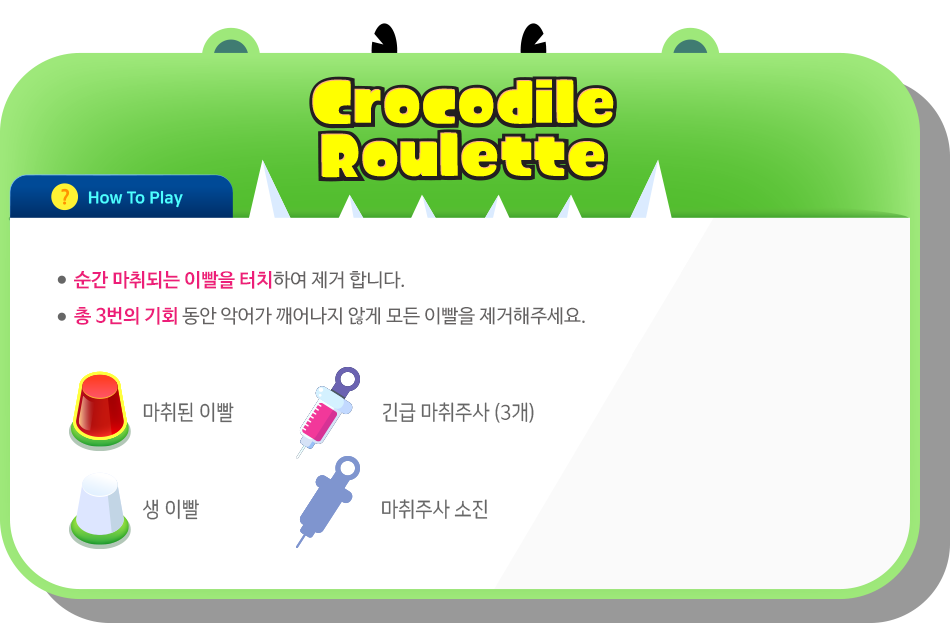 Crocodile
Roulette
? How To Play
• 순간 마취되는 이빨을 터치하여 제거 합니다.
• 총 3번의 기회 동안 악어가 깨어나지 않게 모든 이빨을 제거해주세요.
마취된 이빨
긴급 마취주사 (3개)
생 이빨
마취주사 소진